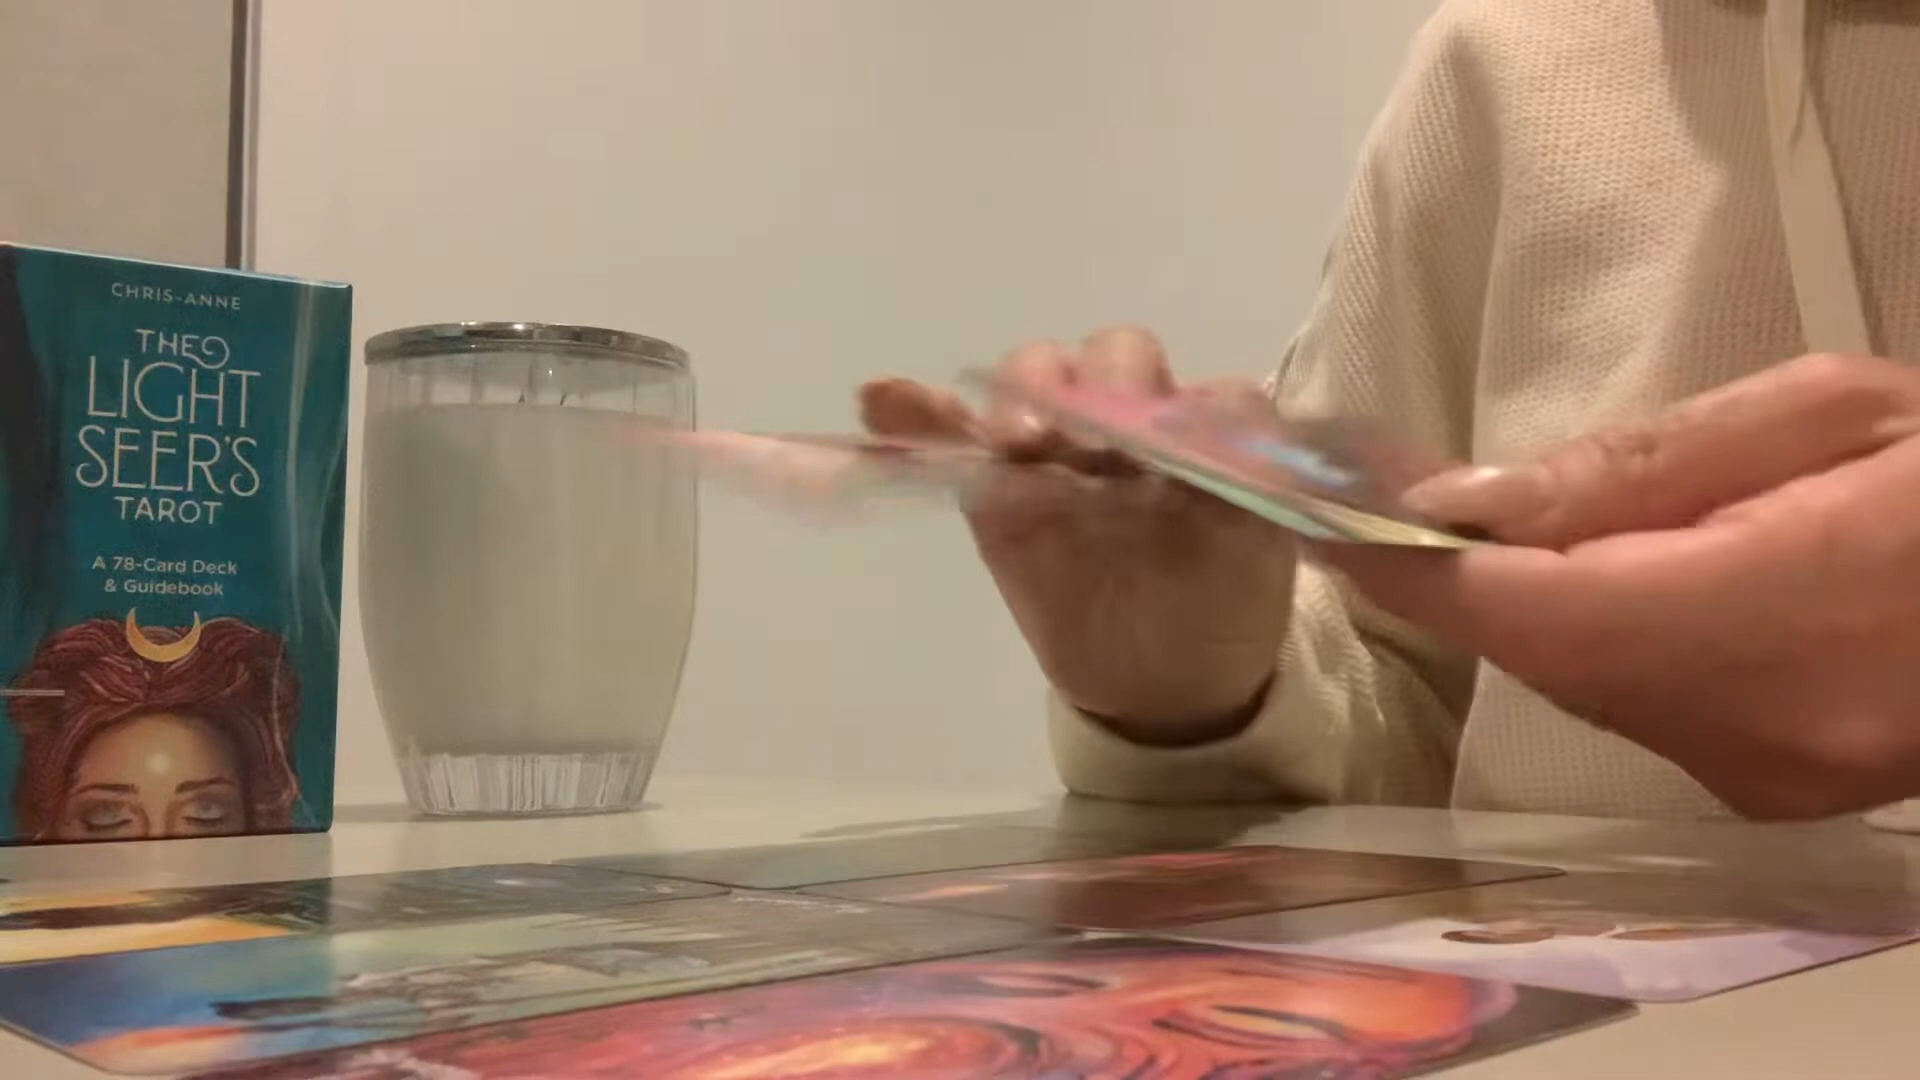 CHRIS-ANNE
THE
LIGHT
SEER'S
TAROT
A 78-Card Deck
& Guidebook